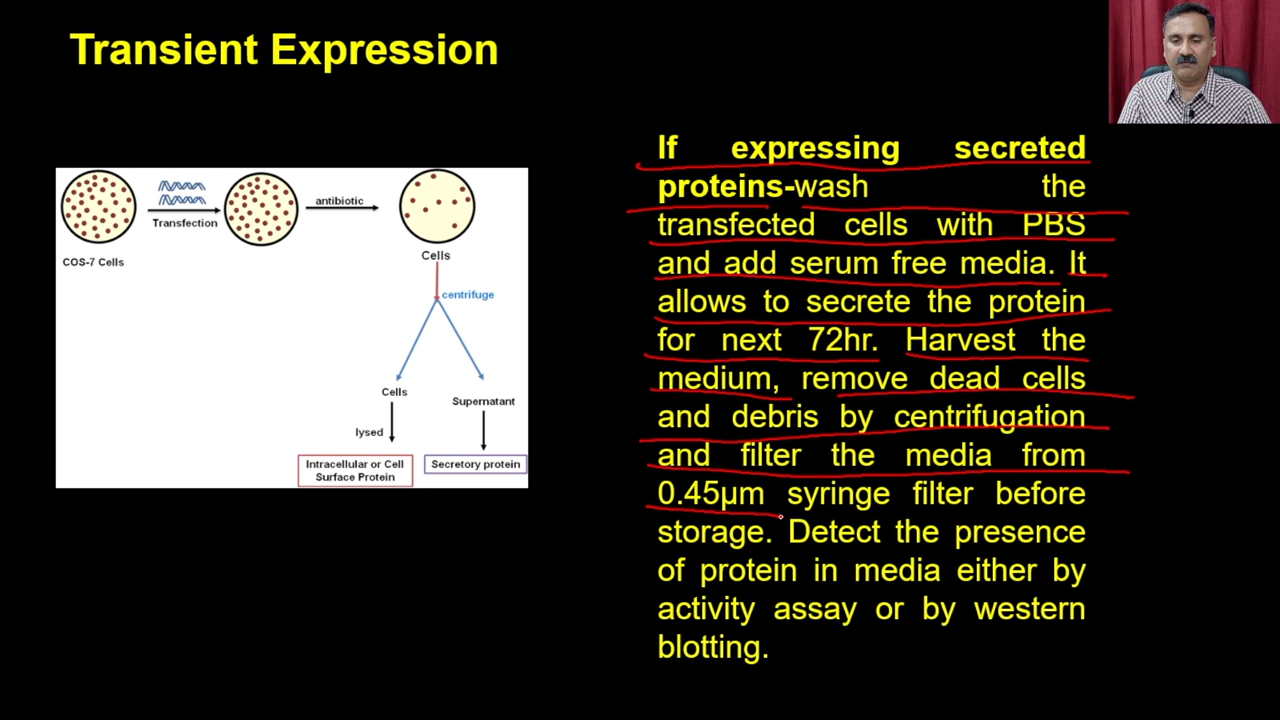 Transient Expression
If expressing secreted
proteins-wash the
transfected cells with PBS
and add serum free media. It
allows to secrete the protein
for next 72hr. Harvest the
medium, remove dead cells
and debris by centrifugation
and filter the media from
0.45µm syringe filter before
storage. Detect the presence
of protein in media either by
activity assay or by western
blotting.
Transfection
antibiotic
COS-7 Cells
Cells
centrifuge
Cells
Supernatant
lysed
Intracellular or Cell
Surface Protein
Secretory protein